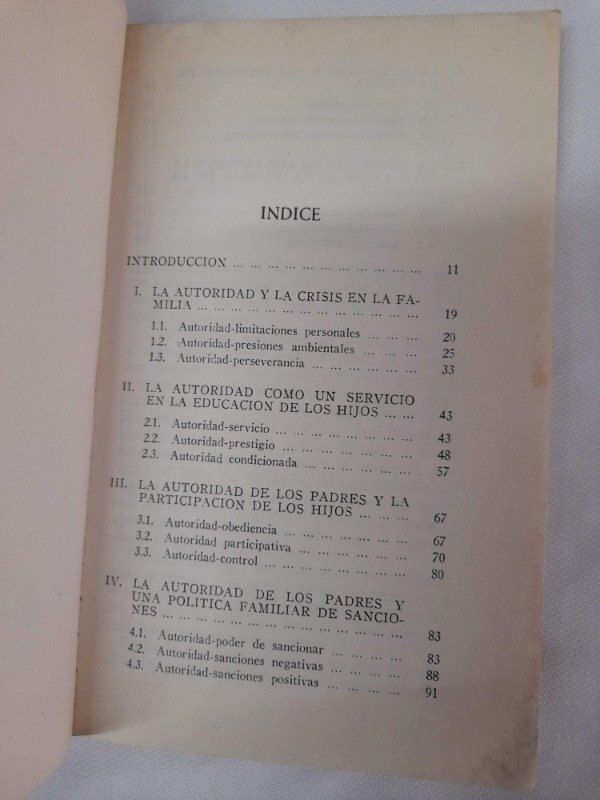 INDICE
INTRODUCCION ... ... ... ... ... ... ... ... ... ... ... 11
I. LA AUTORIDAD Y LA CRISIS EN LA FA-
MILIA ... ... ... ... ... ... ... ... ... ... ... ... ... 19
1.1. Autoridad-limitaciones personales ... ... ... 20
1.2. Autoridad-presiones ambientales ... ... ... 25
1.3. Autoridad-perseverancia ... ... ... ... ... ... 33
II. LA AUTORIDAD COMO UN SERVICIO
EN LA EDUCACION DE LOS HIJOS ... ... 43
2.1. Autoridad-servicio ... ... ... ... ... ... ... ... 43
2.2. Autoridad-prestigio ... ... ... ... ... ... ... ... 48
2.3. Autoridad condicionada ... ... ... ... ... ... 57
III. LA AUTORIDAD DE LOS PADRES Y LA
PARTICIPACION DE LOS HIJOS ... ... ... 67
3.1. Autoridad-obediencia ... ... ... ... ... ... ... 67
3.2. Autoridad participativa ... ... ... ... ... ... 70
3.3. Autoridad-control ... ... ... ... ... ... ... ... 80
IV. LA AUTORIDAD DE LOS PADRES Y
UNA POLITICA FAMILIAR DE SANCIO-
NES ... ... ... ... ... ... ... ... ... ... ... ... ... ... 83
4.1. Autoridad-poder de sancionar ... ... ... ... 83
4.2. Autoridad-sanciones negativas ... ... ... ... 88
4.3. Autoridad-sanciones positivas ... ... ... ... 91